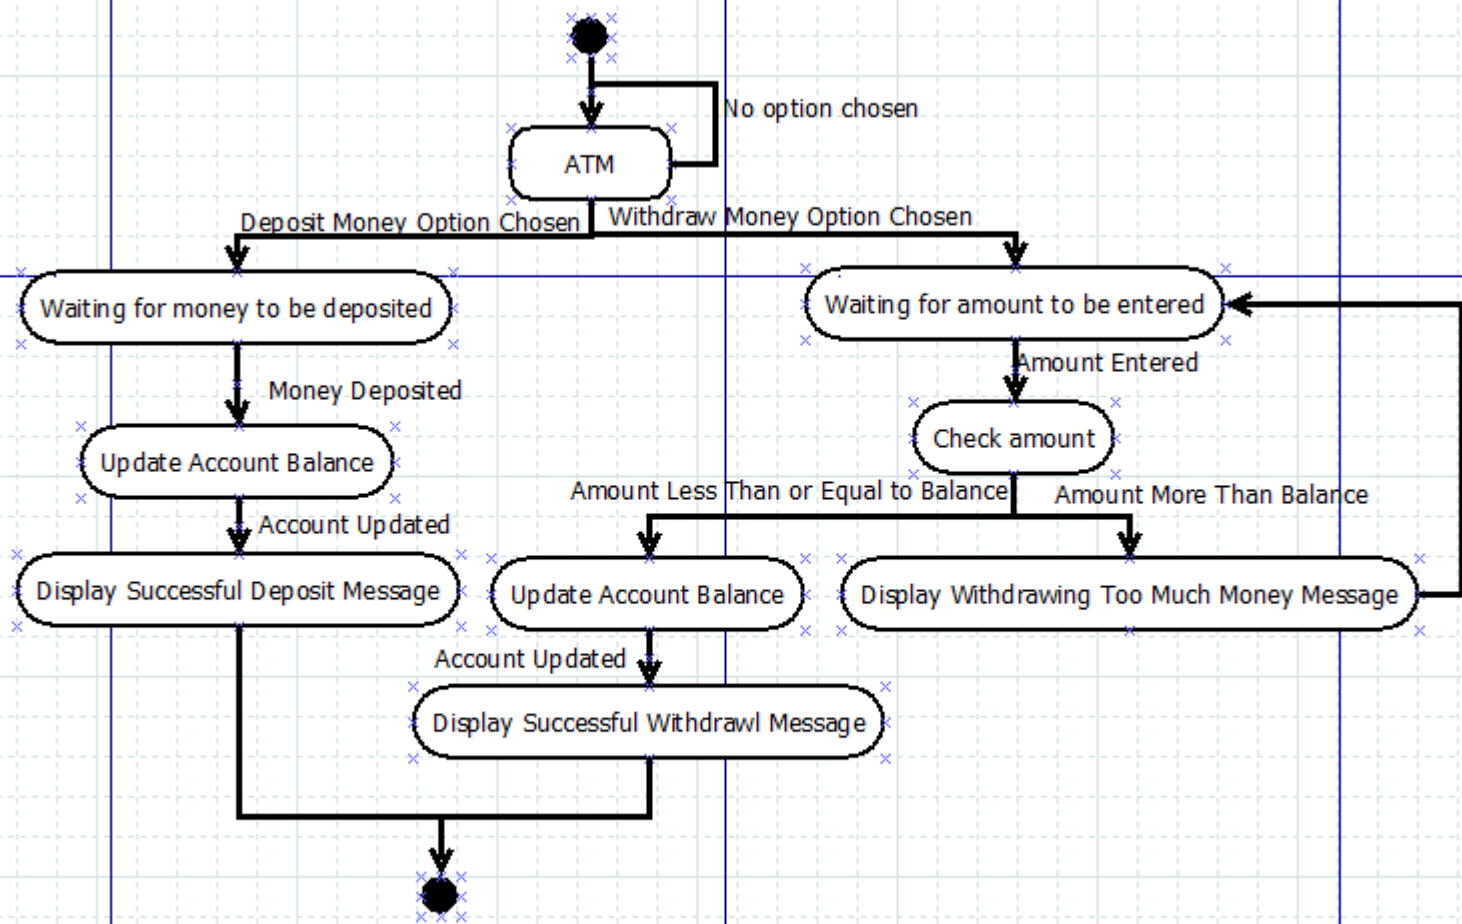 No option chosen
ATM
Deposit Money Option Chosen
Withdraw Money Option Chosen
Waiting for money to be deposited
Waiting for amount to be entered
Amount Entered
Money Deposited
Check amount
Update Account Balance
Amount Less Than or Equal to Balance
Amount More Than Balance
Account Updated
Display Successful Deposit Message
Update Account Balance
Display Withdrawing Too Much Money Message
Account Updated
Display Successful Withdrawl Message